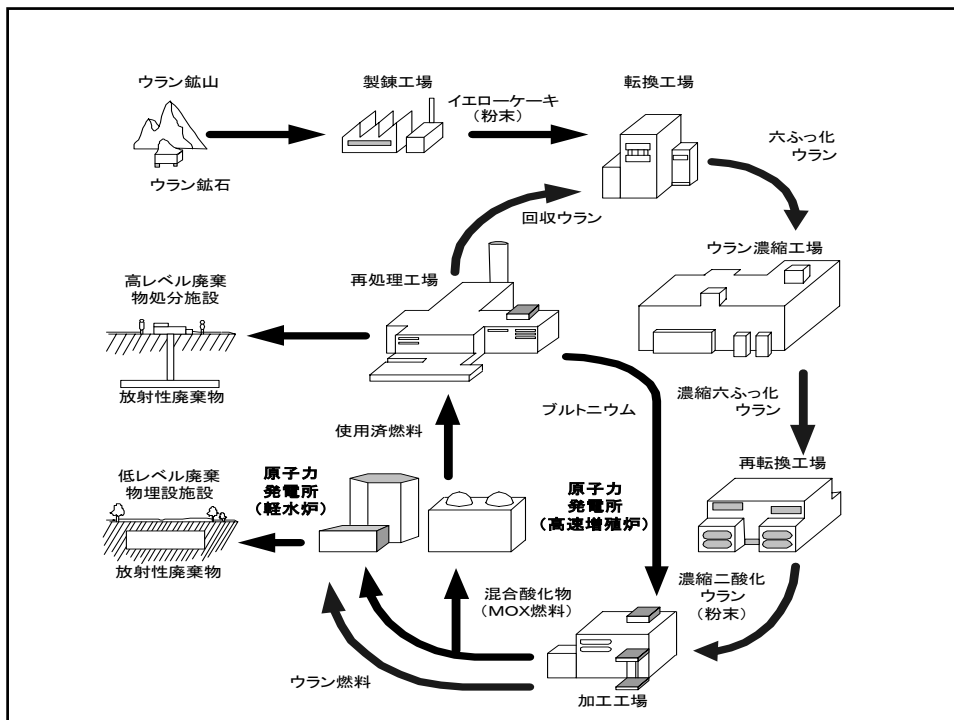 ウラン鉱山
ウラン鉱石
製錬工場
イエローケーキ
(粉末)
転換工場
六ふっ化
ウラン
回収ウラン
ウラン濃縮工場
再処理工場
高レベル廃棄
物処分施設
放射性廃棄物
濃縮六ふっ化
ウラン
プルトニウム
使用済燃料
再転換工場
低レベル廃棄
物埋設施設
放射性廃棄物
原子力
発電所
(軽水炉)
原子力
発電所
(高速増殖炉)
濃縮二酸化
ウラン
(粉末)
混合酸化物
(MOX燃料)
ウラン燃料
加工工場